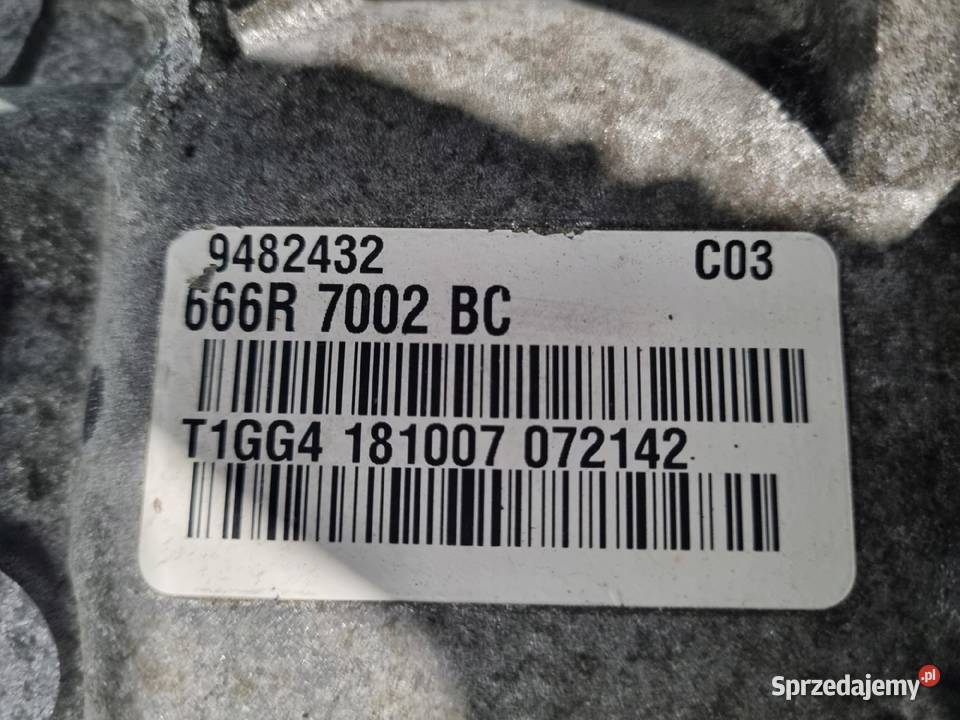 9482432 C03
666R 7002 BC
T1GG4 181007 072142
Sprzedajemy.pl